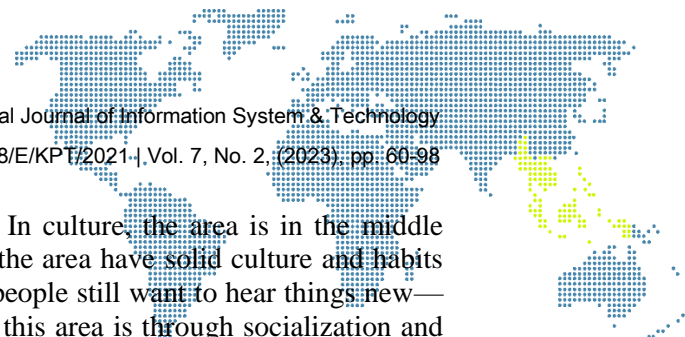 al Journal of Information System & Technology
8/E/KPT/2021 | Vol. 7, No. 2, (2023), pp. 60-98
In culture, the area is in the middle
the area have solid culture and habits
people still want to hear things new—
this area is through socialization and